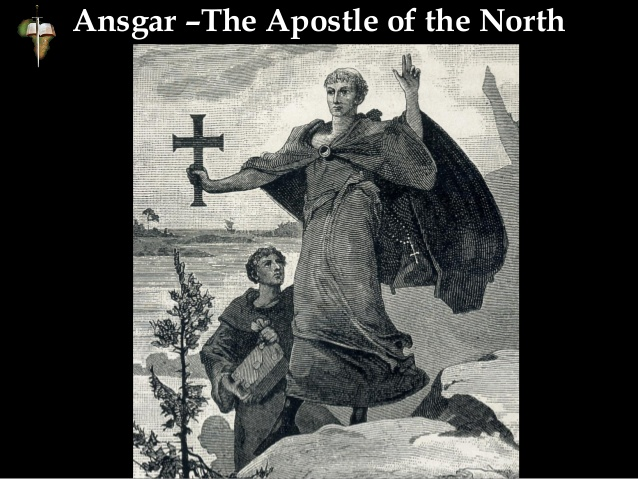 Ansgar –The Apostle of the North